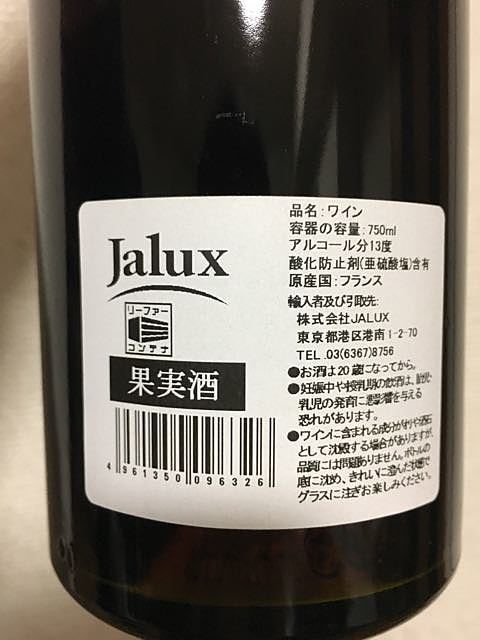 Jalux
リーファー
コンテナ
果実酒
4 961350 096326
品名:ワイン
容器の容量:750ml
アルコール分13度
酸化防止剤(亜硫酸塩)含有
原産国:フランス
輸入者及び引取先:
株式会社JALUX
東京都港区港南1-2-70
TEL.03(6367)8756
●お酒は20歳になってから。
●妊娠中や授乳期の飲酒は、胎児・
乳児の発育に悪影響を与える
恐れがあります。
●ワインに含まれる成分が澱や酒石
として沈殿する場合がありますが、
品質には問題ありません。ボトルの
底に沈め、きれいに澄んだ状態で
グラスに注ぎお楽しみください。